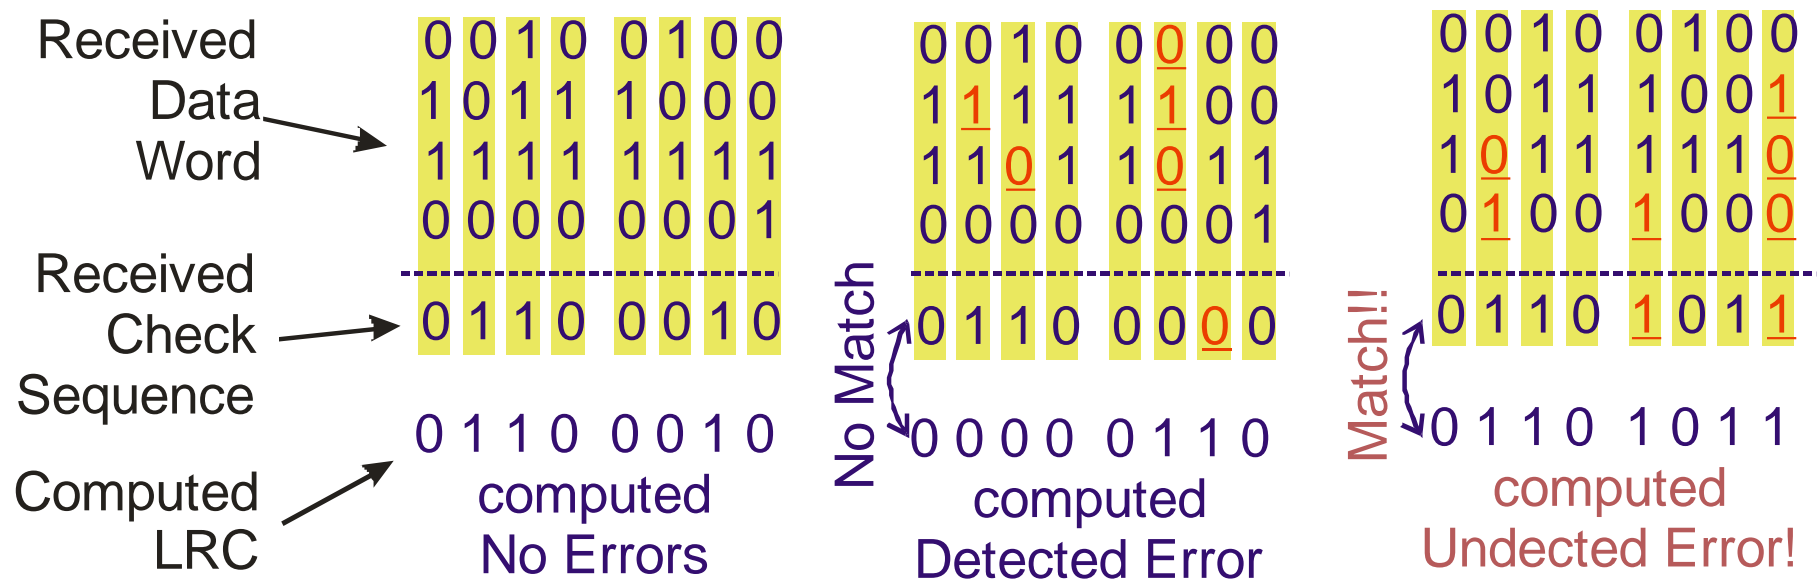 Received
Data
Word
Received
Check
Sequence
Computed
LRC
0 0 1 0 0 1 0 0
1 0 1 1 1 0 0 0
1 1 1 1 1 1 1 1
0 0 0 0 0 0 0 1
0 1 1 0 0 0 1 0
0 1 1 0 0 0 1 0
computed
No Errors
No Match
0 0 1 0 0 0 0 0
1 1 1 1 1 1 0 0
1 1 0 1 1 0 1 1
0 0 0 0 0 0 0 1
0 1 1 0 0 0 0 0
0 0 0 0 0 1 1 0
computed
Detected Error
Match!!
0 0 1 0 0 1 0 0
1 0 1 1 1 0 0 1
1 0 1 1 1 1 1 0
0 1 0 0 1 0 0 0
0 1 1 0 1 0 1 1
0 1 1 0 1 0 1 1
computed
Undected Error!